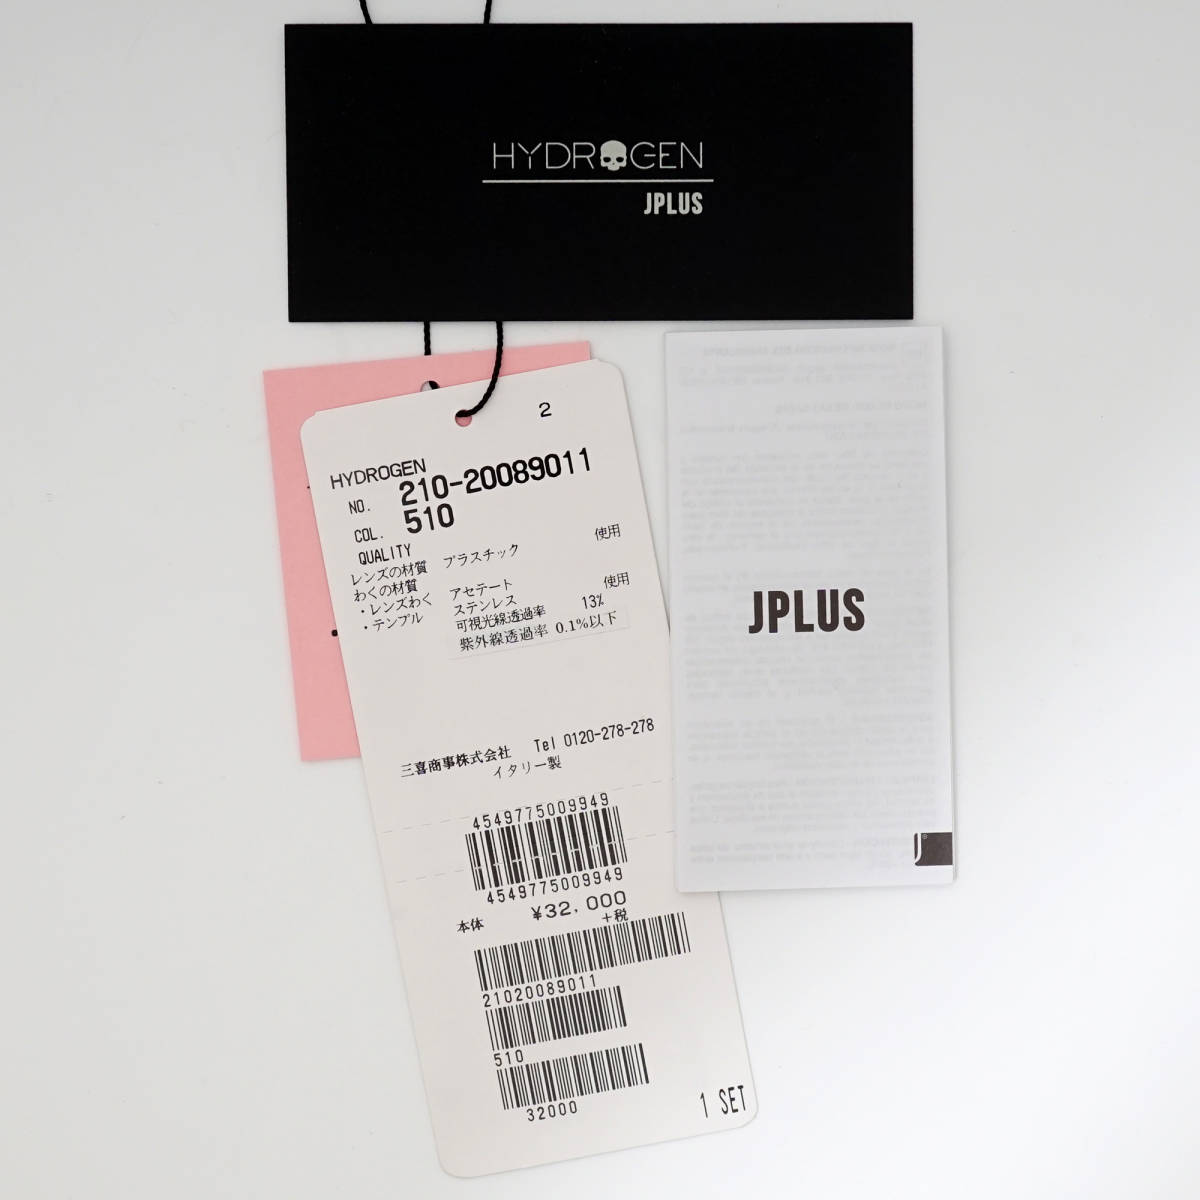 HYDROGEN
JPLUS
2
HYDROGEN
NO. 210-20089011
COL. 510
QUALITY
レンズの材質 プラスチック 使用
わくの材質
・レンズわく アセテート 使用
・テンプル ステンレス
可視光線透過率 13%
紫外線透過率 0.1%以下
三喜商事株式会社 Tel 0120-278-278
イタリー製
4549775009949
4549775009949
本体 ¥32,000
+税
21020089011
510
32000
1 SET
JPLUS